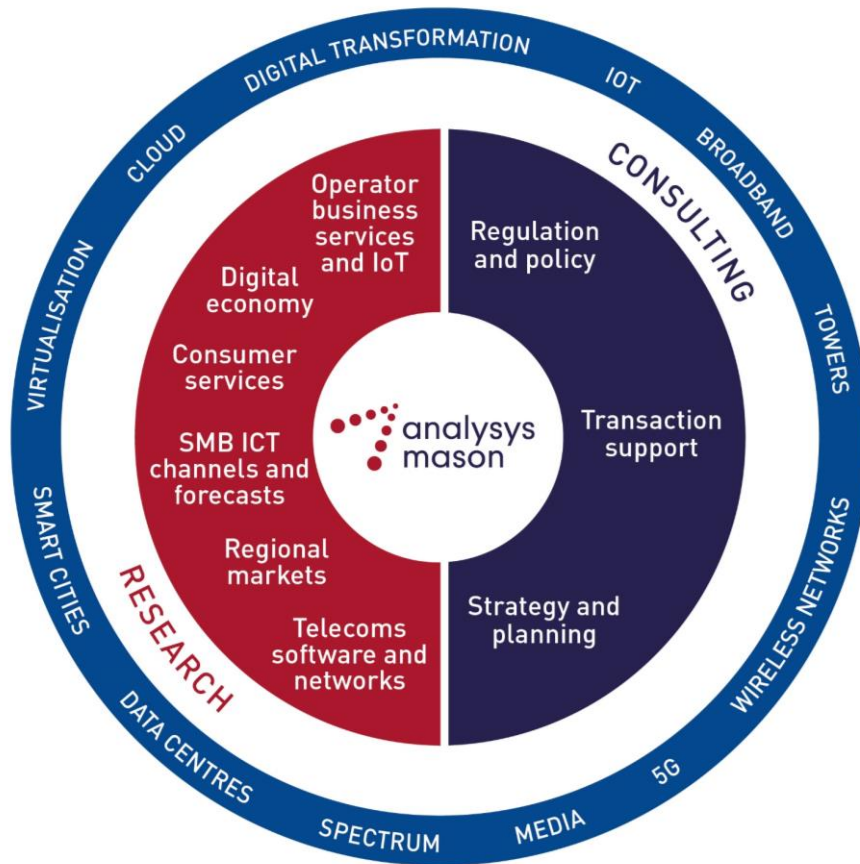 DIGITAL TRANSFORMATION
IOT
BROADBAND
TOWERS
WIRELESS NETWORKS
5G
MEDIA
SPECTRUM
DATA CENTRES
SMART CITIES
VIRTUALISATION
CLOUD
CONSULTING
Regulation
and policy
Transaction
support
Strategy and
planning
RESEARCH
Operator
business
services
and IoT
Digital
economy
Consumer
services
SMB ICT
channels and
forecasts
Regional
markets
Telecoms
software and
networks
analysys
mason